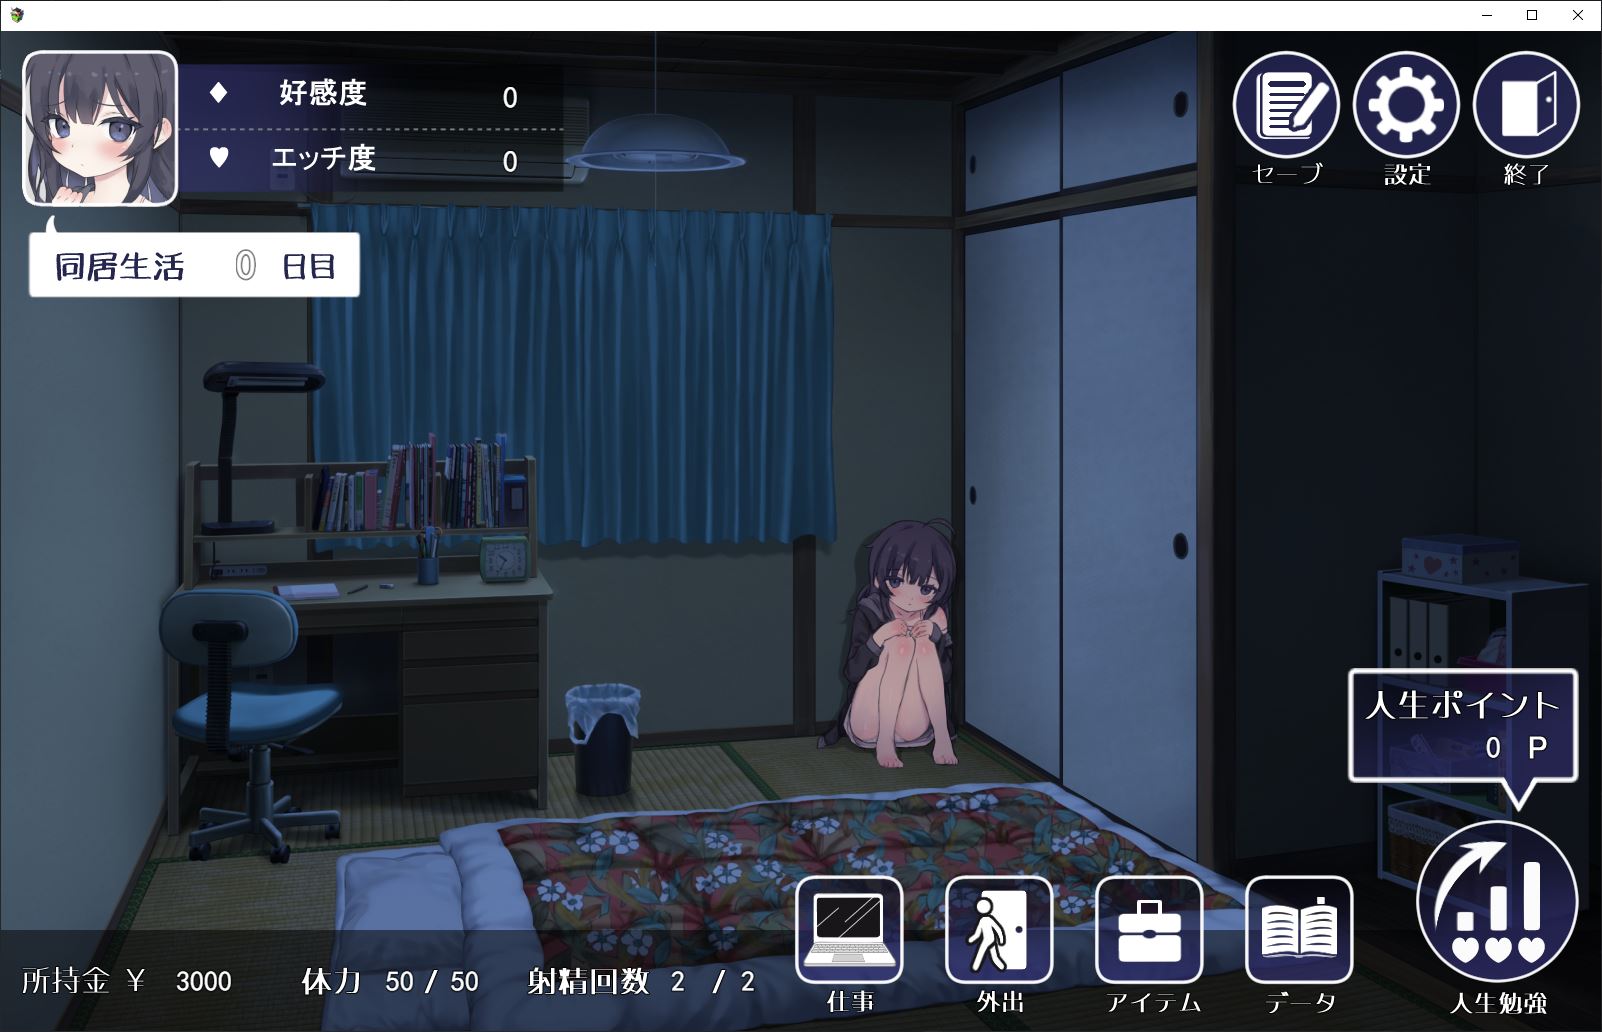 好感度 0
エッチ度 0
セーブ
設定
終了
同居生活 0 日目
人生ポイント
0 P
所持金 ¥ 3000
体力 50 / 50
射精回数 2 / 2
仕事
外出
アイテム
データ
人生勉強